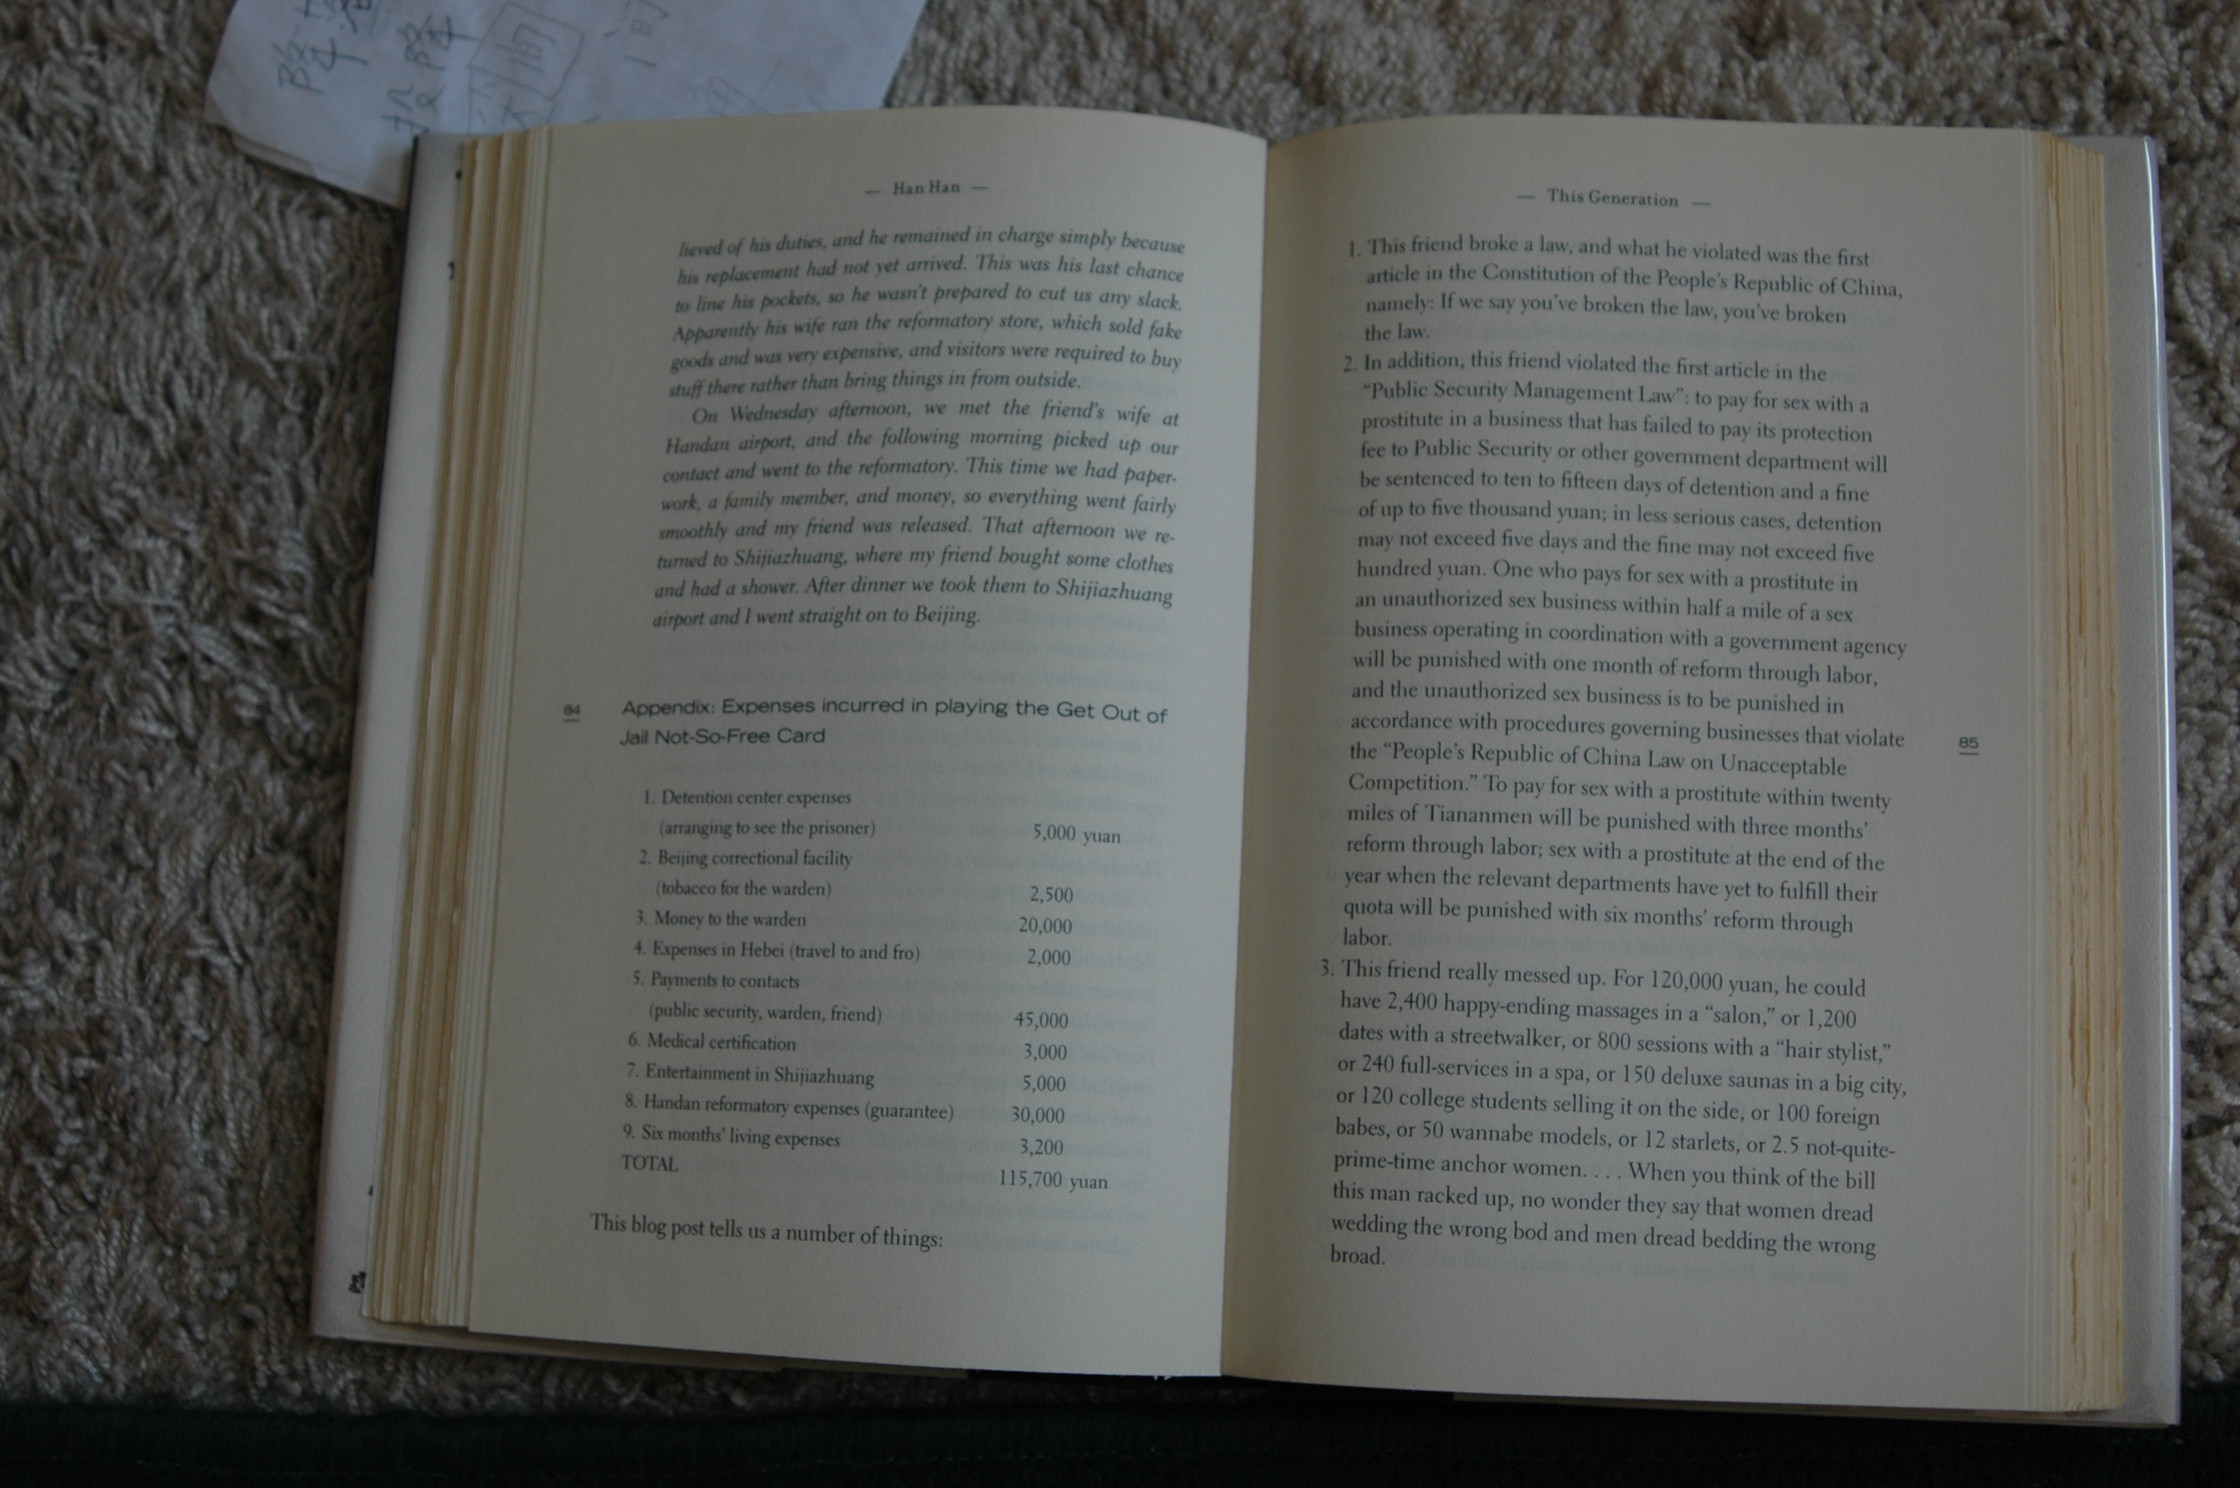 — Han Han —
lieved of his duties, and he remained in charge simply because
his replacement had not yet arrived. This was his last chance
to line his pockets, so he wasn't prepared to cut us any slack.
Apparently his wife ran the reformatory store, which sold fake
goods and was very expensive, and visitors were required to buy
stuff there rather than bring things in from outside.
On Wednesday afternoon, we met the friend's wife at
Handan airport, and the following morning picked up our
contact and went to the reformatory. This time we had paper-
work, a family member, and money, so everything went fairly
smoothly and my friend was released. That afternoon we re-
turned to Shijiazhuang, where my friend bought some clothes
and had a shower. After dinner we took them to Shijiazhuang
airport and I went straight on to Beijing.
84
Appendix: Expenses incurred in playing the Get Out of
Jail Not-So-Free Card
1. Detention center expenses
(arranging to see the prisoner) 5,000 yuan
2. Beijing correctional facility
(tobacco for the warden) 2,500
3. Money to the warden 20,000
4. Expenses in Hebei (travel to and fro) 2,000
5. Payments to contacts
(public security, warden, friend) 45,000
6. Medical certification 3,000
7. Entertainment in Shijiazhuang 5,000
8. Handan reformatory expenses (guarantee) 30,000
9. Six months' living expenses 3,200
TOTAL 115,700 yuan
This blog post tells us a number of things:
— This Generation —
1. This friend broke a law, and what he violated was the first
article in the Constitution of the People's Republic of China,
namely: If we say you've broken the law, you've broken
the law.
2. In addition, this friend violated the first article in the
"Public Security Management Law": to pay for sex with a
prostitute in a business that has failed to pay its protection
fee to Public Security or other government department will
be sentenced to ten to fifteen days of detention and a fine
of up to five thousand yuan; in less serious cases, detention
may not exceed five days and the fine may not exceed five
hundred yuan. One who pays for sex with a prostitute in
an unauthorized sex business within half a mile of a sex
business operating in coordination with a government agency
will be punished with one month of reform through labor,
and the unauthorized sex business is to be punished in
accordance with procedures governing businesses that violate
the "People's Republic of China Law on Unacceptable
Competition." To pay for sex with a prostitute within twenty
miles of Tiananmen will be punished with three months'
reform through labor; sex with a prostitute at the end of the
year when the relevant departments have yet to fulfill their
quota will be punished with six months' reform through
labor.
3. This friend really messed up. For 120,000 yuan, he could
have 2,400 happy-ending massages in a "salon," or 1,200
dates with a streetwalker, or 800 sessions with a "hair stylist,"
or 240 full-services in a spa, or 150 deluxe saunas in a big city,
or 120 college students selling it on the side, or 100 foreign
babes, or 50 wannabe models, or 12 starlets, or 2.5 not-quite-
prime-time anchor women. . . . When you think of the bill
this man racked up, no wonder they say that women dread
wedding the wrong bod and men dread bedding the wrong
broad.
85